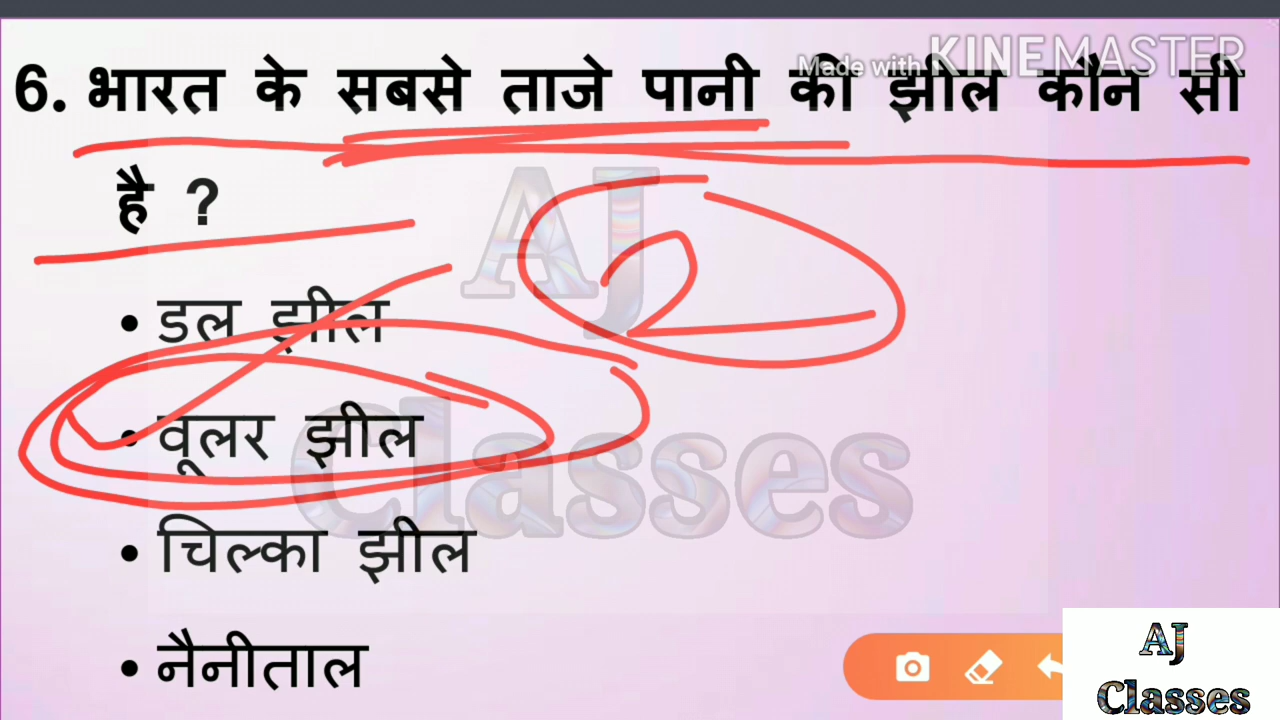 Made with KINEMASTER
6. भारत के सबसे ताजे पानी की झील कौन सी
है ?
AJ
• डल झील
• वूलर झील
Classes
• चिल्का झील
• नैनीताल
AJ
Classes